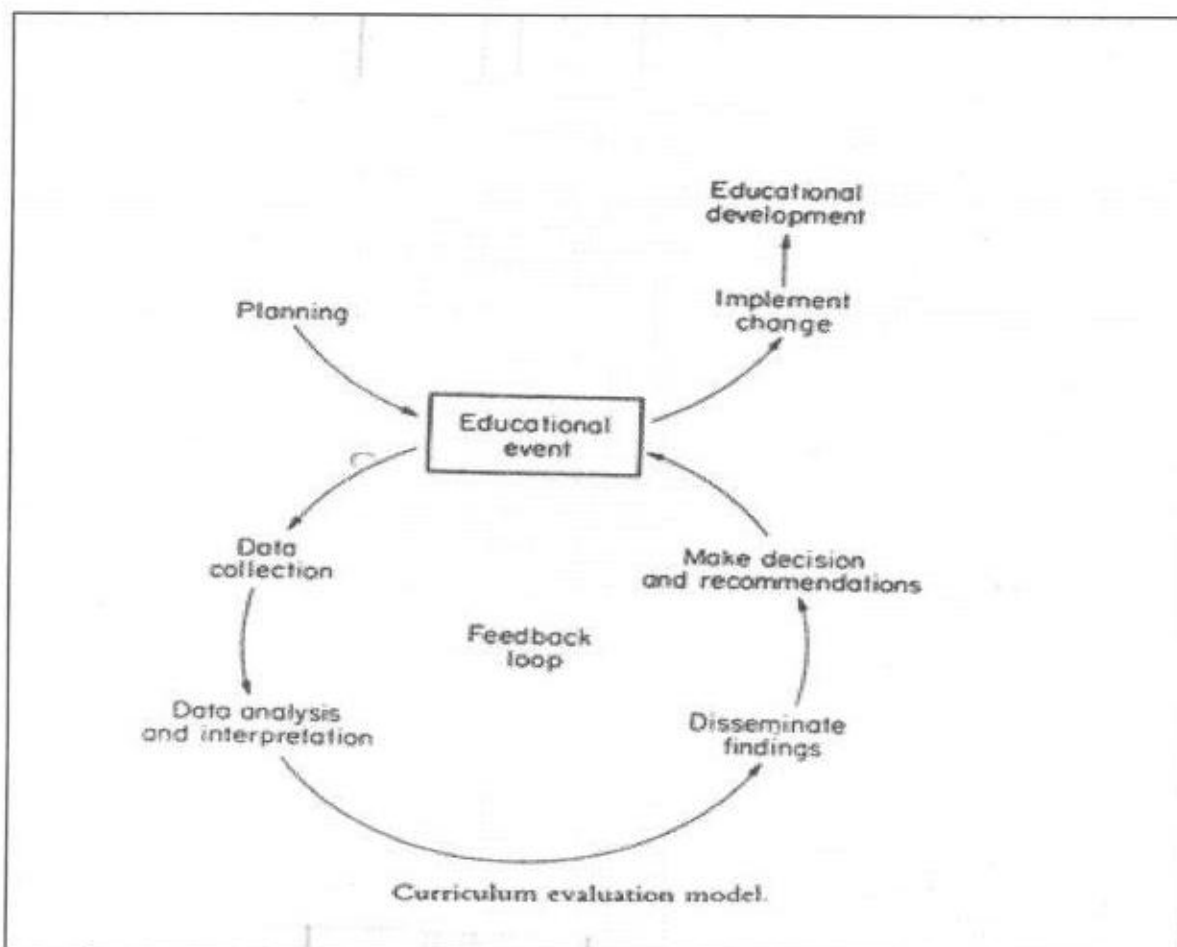 Educational
development
Implement
change
Planning
Educational
event
Data
collection
Make decision
and recommendations
Feedback
loop
Data analysis
and interpretation
Disseminate
findings
Curriculum evaluation model.